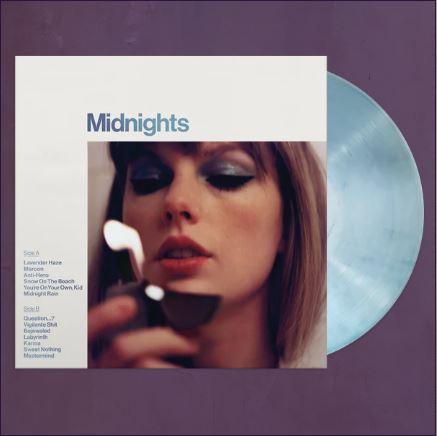 Midnights
Side A
Lavender Haze
Maroon
Anti-Hero
Snow On The Beach
You're On Your Own, Kid
Midnight Rain
Side B
Question...?
Vigilante Shit
Bejeweled
Labyrinth
Karma
Sweet Nothing
Mastermind